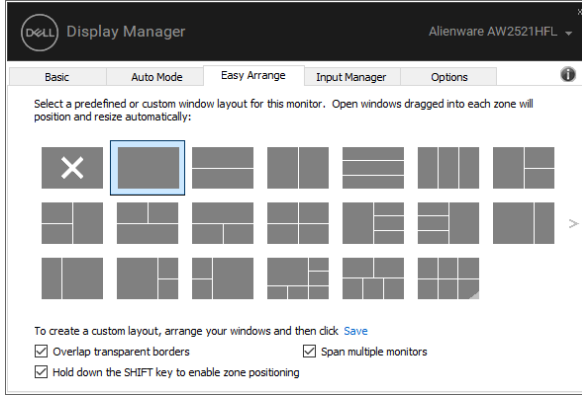 DELL Display Manager
Alienware AW2521HFL
Basic
Auto Mode
Easy Arrange
Input Manager
Options
Select a predefined or custom window layout for this monitor. Open windows dragged into each zone will
position and resize automatically:
To create a custom layout, arrange your windows and then click Save
Overlap transparent borders
Span multiple monitors
Hold down the SHIFT key to enable zone positioning